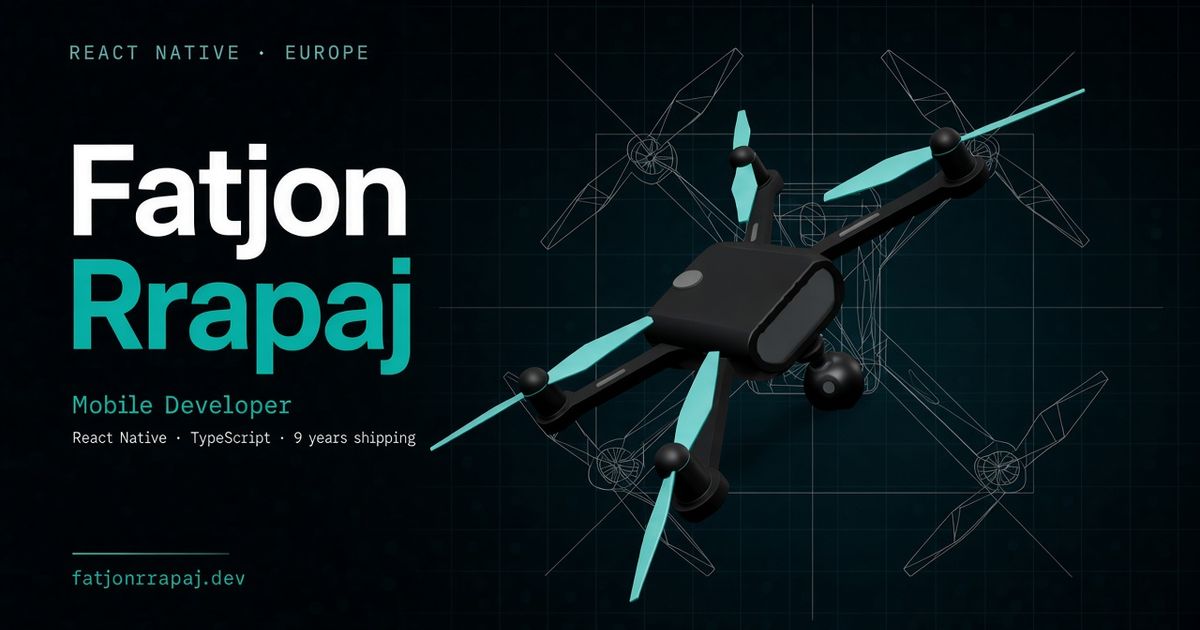 REACT NATIVE · EUROPE
Fatjon
Rrapaj
Mobile Developer
React Native · TypeScript · 9 years shipping
fatjonrrapaj.dev